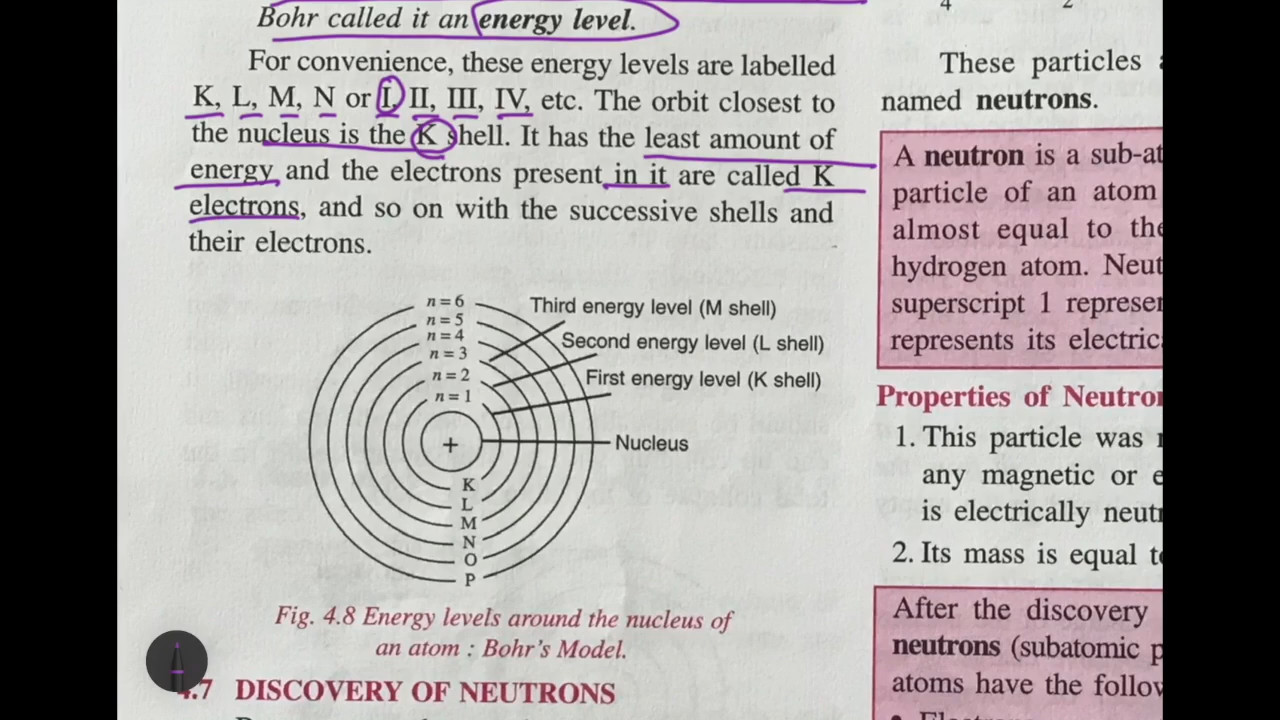 Bohr called it an energy level.
For convenience, these energy levels are labelled
K, L, M, N or I, II, III, IV, etc. The orbit closest to
the nucleus is the K shell. It has the least amount of
energy and the electrons present in it are called K
electrons, and so on with the successive shells and
their electrons.
n = 6
n = 5
n = 4
n = 3
n = 2
n = 1
Third energy level (M shell)
Second energy level (L shell)
First energy level (K shell)
+
Nucleus
K
L
M
N
O
P
Fig. 4.8 Energy levels around the nucleus of
an atom : Bohr's Model.
4.7 DISCOVERY OF NEUTRONS
4 2
These particles
named neutrons.
A neutron is a sub-at
particle of an atom
almost equal to the
hydrogen atom. Neut
superscript 1 represer
represents its electric
Properties of Neutro
1. This particle was
any magnetic or e
is electrically neutr
2. Its mass is equal t
After the discovery
neutrons (subatomic p
atoms have the follow